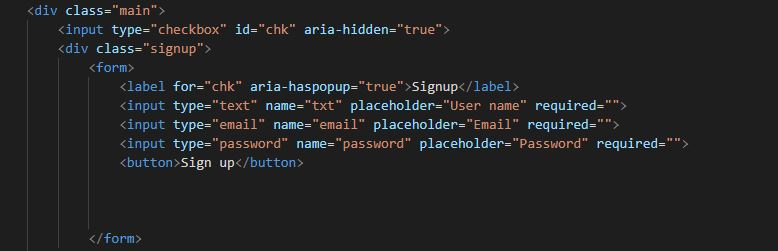 <div class="main">
<input type="checkbox" id="chk" aria-hidden="true">
<div class="signup">
<form>
<label for="chk" aria-haspopup="true">Signup</label>
<input type="text" name="txt" placeholder="User name" required="">
<input type="email" name="email" placeholder="Email" required="">
<input type="password" name="password" placeholder="Password" required="">
<button>Sign up</button>
</form>